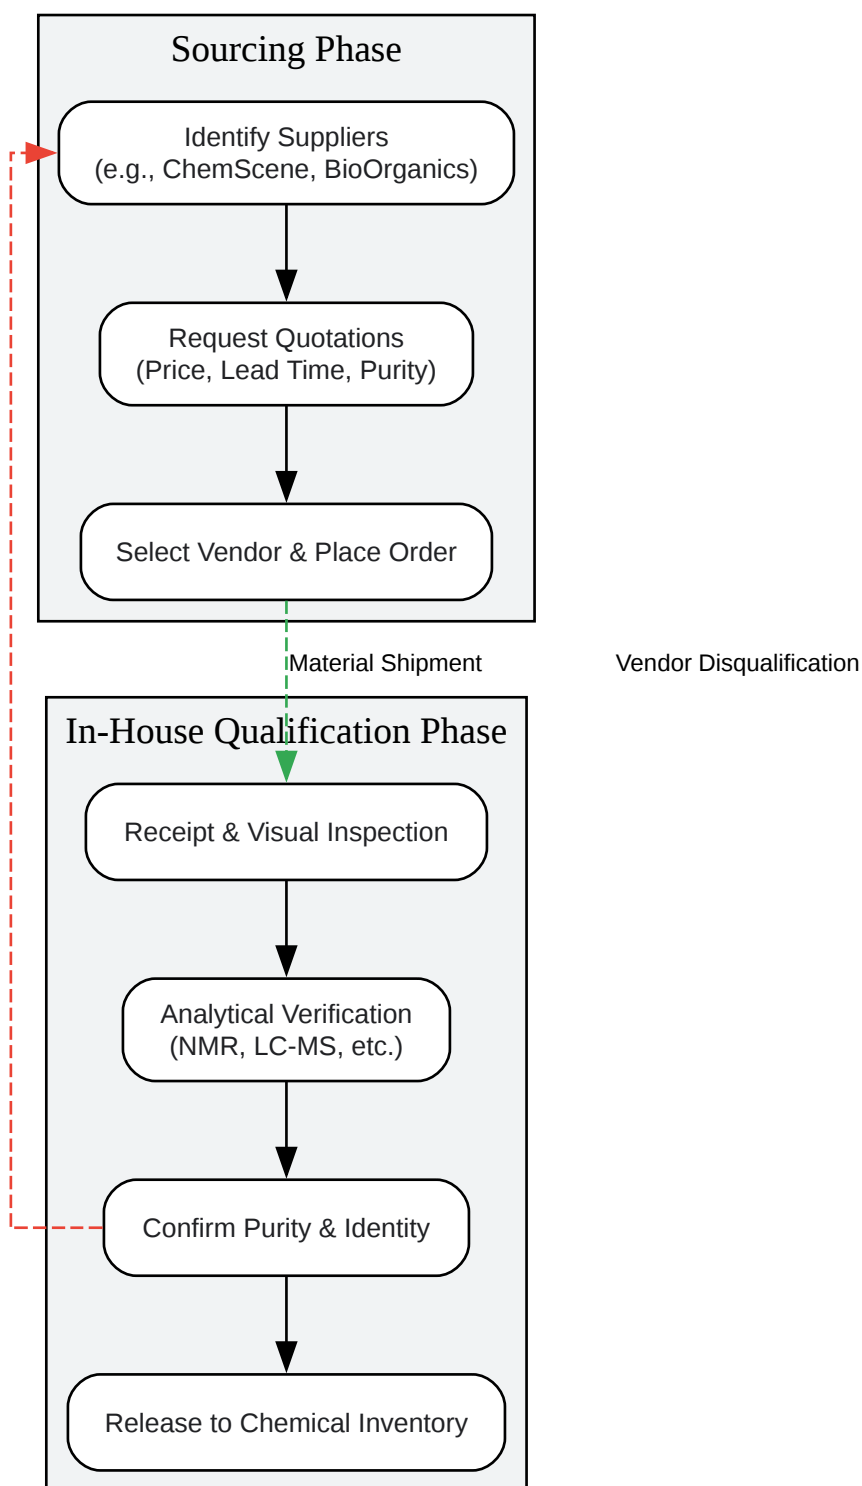 Sourcing Phase
Identify Suppliers
(e.g., ChemScene, BioOrganics)
Request Quotations
(Price, Lead Time, Purity)
Select Vendor & Place Order
Material Shipment
Vendor Disqualification
In-House Qualification Phase
Receipt & Visual Inspection
Analytical Verification
(NMR, LC-MS, etc.)
Confirm Purity & Identity
Release to Chemical Inventory